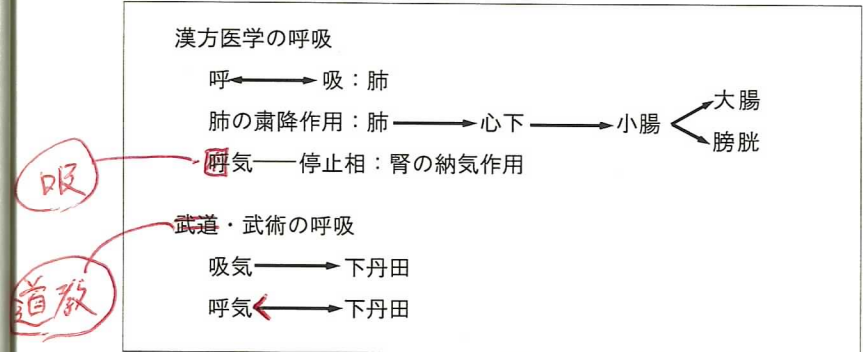 漢方医学の呼吸
呼←→吸：肺
肺の粛降作用：肺→心下→小腸→大腸
膀胱
吸
呼気—停止相：腎の納気作用
武道・武術の呼吸
吸気→下丹田
道教
呼気←→下丹田